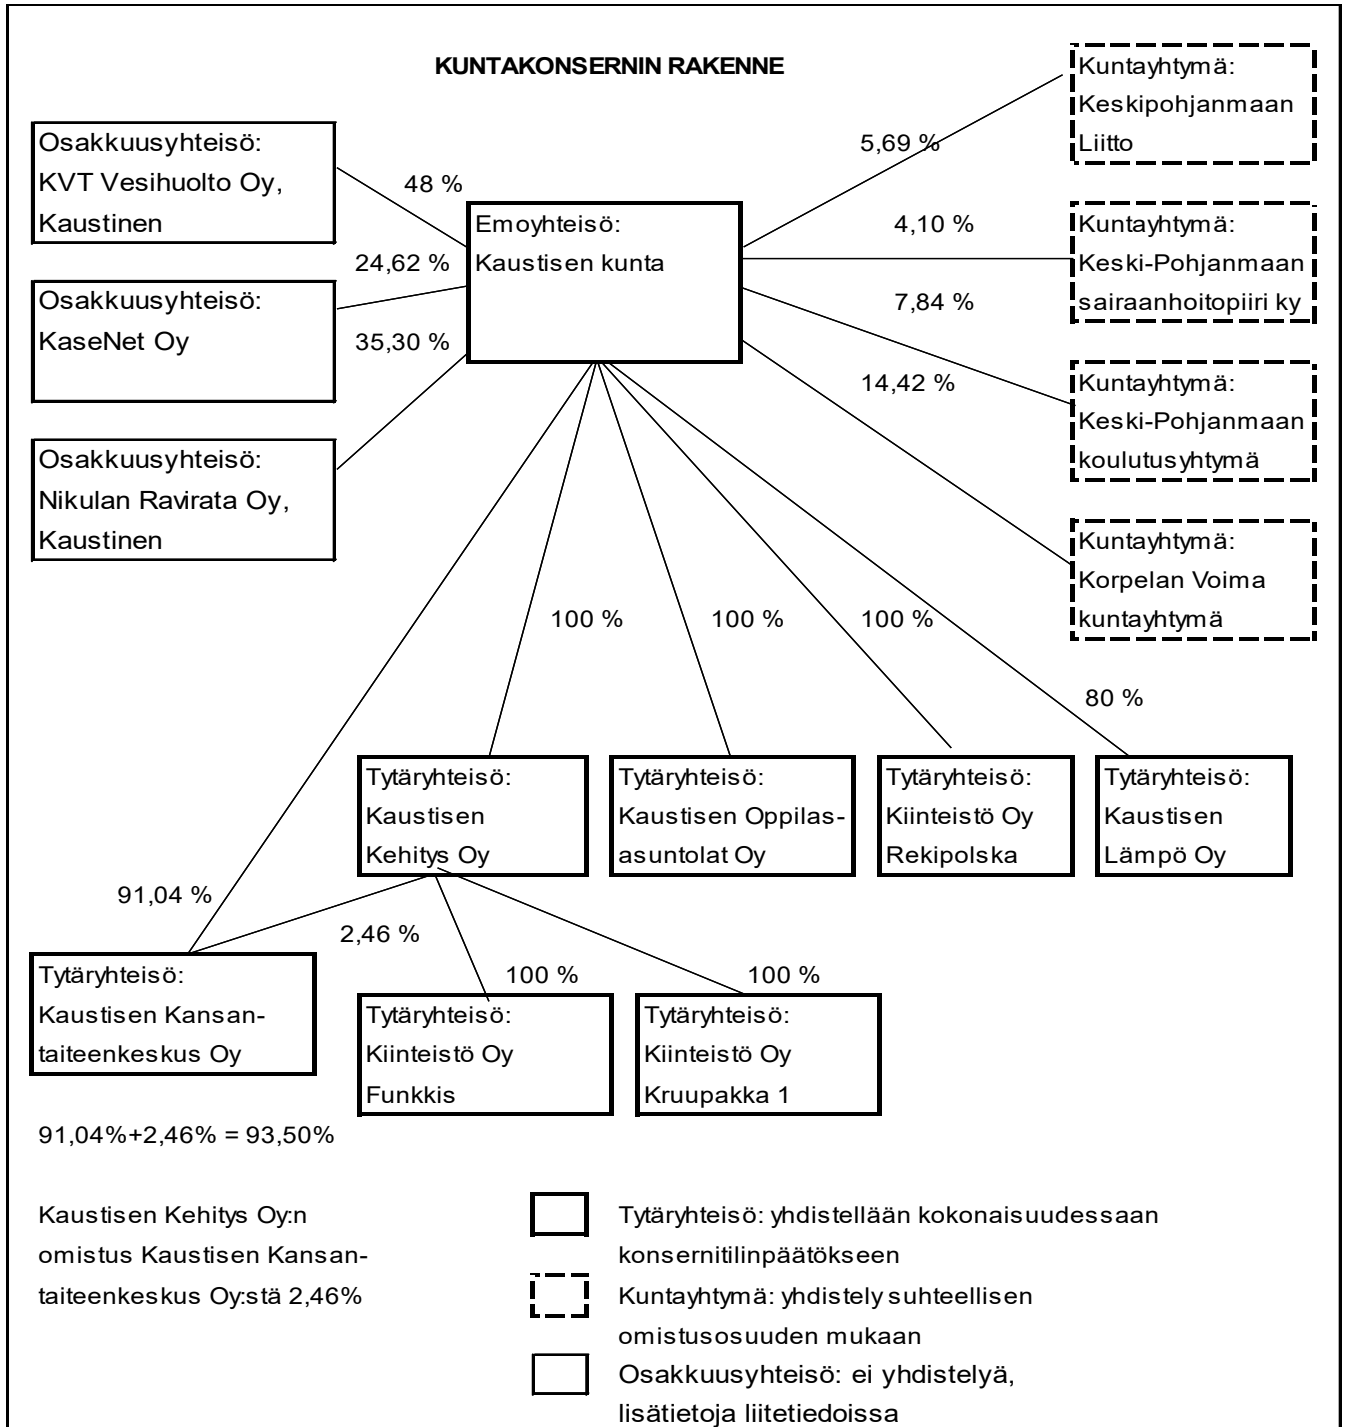 KUNTAKONSERNIN RAKENNE
Osakkuusyhteisö:
KVT Vesihuolto Oy,
Kaustinen
48 %
Osakkuusyhteisö:
KaseNet Oy
24,62 %
Osakkuusyhteisö:
Nikulan Ravirata Oy,
Kaustinen
35,30 %
Emoyhteisö:
Kaustisen kunta
Kuntayhtymä:
Keskipohjanmaan
Liitto
5,69 %
Kuntayhtymä:
Keski-Pohjanmaan
sairaanhoitopiiri ky
4,10 %
Kuntayhtymä:
Keski-Pohjanmaan
koulutusyhtymä
7,84 %
Kuntayhtymä:
Korpelan Voima
kuntayhtymä
14,42 %
100 %
100 %
100 %
80 %
Tytäryhteisö:
Kaustisen
Kehitys Oy
Tytäryhteisö:
Kaustisen Oppilas-
asuntolat Oy
Tytäryhteisö:
Kiinteistö Oy
Rekipolska
Tytäryhteisö:
Kaustisen
Lämpö Oy
91,04 %
2,46 %
100 %
100 %
Tytäryhteisö:
Kaustisen Kansan-
taiteenkeskus Oy
Tytäryhteisö:
Kiinteistö Oy
Funkkis
Tytäryhteisö:
Kiinteistö Oy
Kruupakka 1
91,04%+2,46% = 93,50%
Kaustisen Kehitys Oy:n
omistus Kaustisen Kansan-
taiteenkeskus Oy:stä 2,46%
Tytäryhteisö: yhdistellään kokonaisuudessaan
konsernitilinpäätökseen
Kuntayhtymä: yhdistely suhteellisen
omistusosuuden mukaan
Osakkuusyhteisö: ei yhdistelyä,
lisätietoja liitetiedoissa